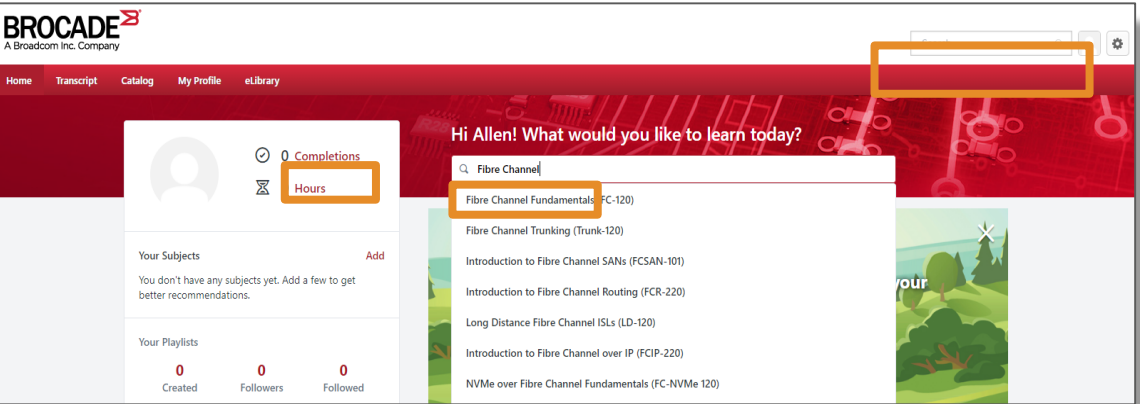 BROCADE
A Broadcom Inc. Company
Home Transcript Catalog My Profile eLibrary
Hi Allen! What would you like to learn today?
0 Completions
Hours
Fibre Channel
Fibre Channel Fundamentals FC-120)
Fibre Channel Trunking (Trunk-120)
Introduction to Fibre Channel SANs (FCSAN-101)
Introduction to Fibre Channel Routing (FCR-220)
Long Distance Fibre Channel ISLs (LD-120)
Introduction to Fibre Channel over IP (FCIP-220)
NVMe over Fibre Channel Fundamentals (FC-NVMe 120)
Your Subjects Add
You don't have any subjects yet. Add a few to get
better recommendations.
Your Playlists
0 0 0
Created Followers Followed
your